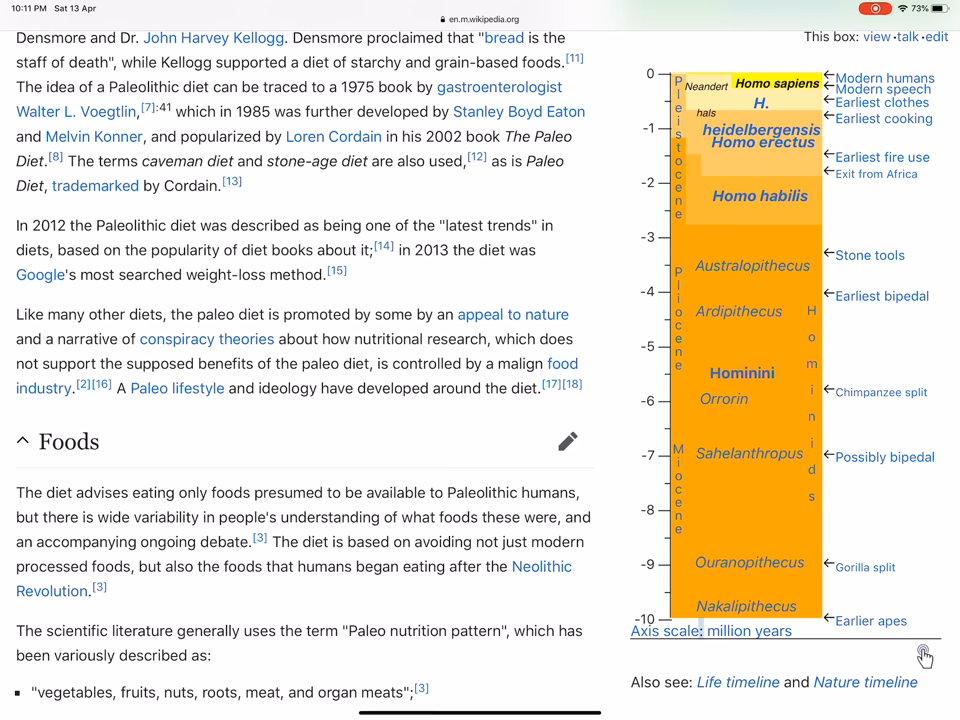 10:11 PM Sat 13 Apr
73%
en.m.wikipedia.org
Densmore and Dr. John Harvey Kellogg. Densmore proclaimed that "bread is the
staff of death", while Kellogg supported a diet of starchy and grain-based foods.[11]
The idea of a Paleolithic diet can be traced to a 1975 book by gastroenterologist
Walter L. Voegtlin,[7]:41 which in 1985 was further developed by Stanley Boyd Eaton
and Melvin Konner, and popularized by Loren Cordain in his 2002 book The Paleo
Diet.[8] The terms caveman diet and stone-age diet are also used,[12] as is Paleo
Diet, trademarked by Cordain.[13]
In 2012 the Paleolithic diet was described as being one of the "latest trends" in
diets, based on the popularity of diet books about it;[14] in 2013 the diet was
Google's most searched weight-loss method.[15]
Like many other diets, the paleo diet is promoted by some by an appeal to nature
and a narrative of conspiracy theories about how nutritional research, which does
not support the supposed benefits of the paleo diet, is controlled by a malign food
industry.[2][16] A Paleo lifestyle and ideology have developed around the diet.[17][18]
Foods
The diet advises eating only foods presumed to be available to Paleolithic humans,
but there is wide variability in people's understanding of what foods these were, and
an accompanying ongoing debate.[3] The diet is based on avoiding not just modern
processed foods, but also the foods that humans began eating after the Neolithic
Revolution.[3]
The scientific literature generally uses the term "Paleo nutrition pattern", which has
been variously described as:
"vegetables, fruits, nuts, roots, meat, and organ meats";[3]
This box: view • talk • edit
0
-1
-2
-3
-4
-5
-6
-7
-8
-9
-10
Pleistocene
Pliocene
Miocene
Hominids
Neandert
hals
Homo sapiens
H.
heidelbergensis
Homo erectus
Homo habilis
Australopithecus
Ardipithecus
Hominini
Orrorin
Sahelanthropus
Ouranopithecus
Nakalipithecus
←Modern humans
←Modern speech
←Earliest clothes
←Earliest cooking
←Earliest fire use
←Exit from Africa
←Stone tools
←Earliest bipedal
←Chimpanzee split
←Possibly bipedal
←Gorilla split
←Earlier apes
Axis scale: million years
Also see: Life timeline and Nature timeline